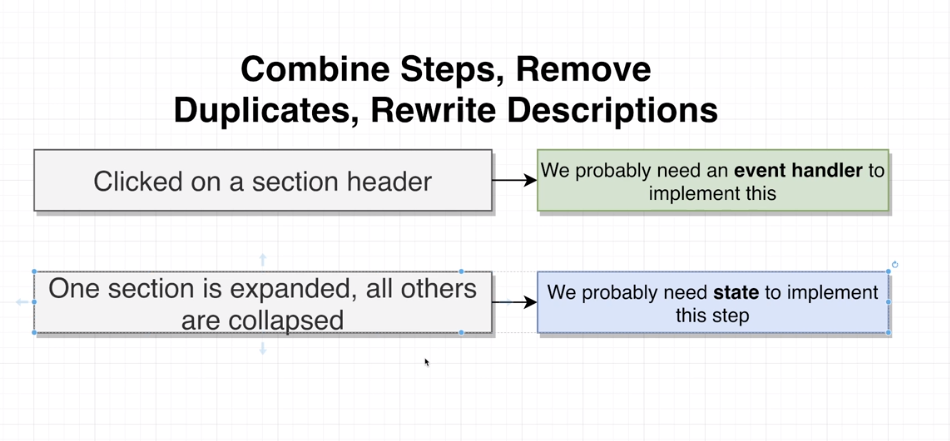 Combine Steps, Remove
Duplicates, Rewrite Descriptions
Clicked on a section header
We probably need an event handler to
implement this
One section is expanded, all others
are collapsed
We probably need state to implement
this step